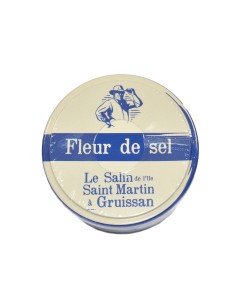 Fleur de sel
Le Salin de l'Ile
Saint Martin
à Gruissan